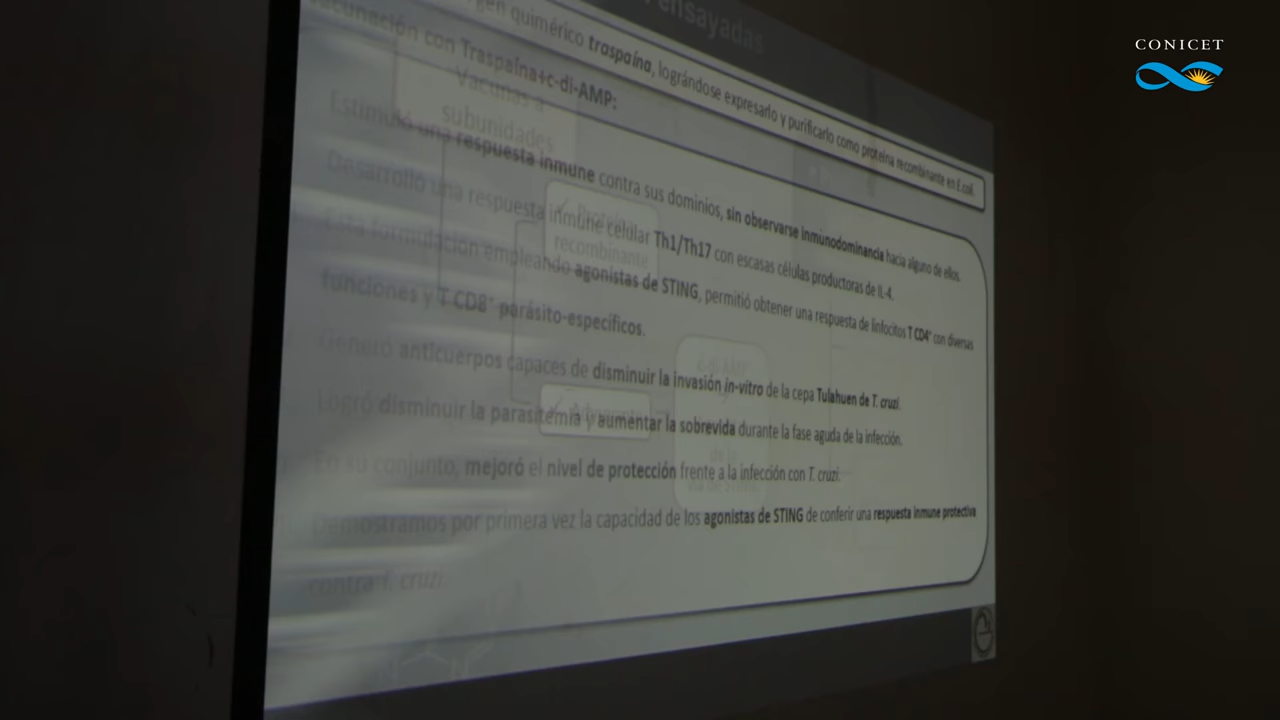 CONICET
ensayadas
quimérico traspaína, lográndose expresarlo y purificarlo como proteína recombinante en E.coli.
con Traspaína+c-di-AMP:
Vacunas a
subunidades
Estimuló una respuesta inmune contra sus dominios, sin observarse inmunodominancia hacia alguno de ellos.
Desarrolló una respuesta inmune celular Th1/Th17 con escasas células productoras de IL-4.
recombinante
Esta formulación empleando agonistas de STING, permitió obtener una respuesta de linfocitos T CD4⁺ con diversas
funciones y T CD8⁺ parásito-específicos.
Generó anticuerpos capaces de disminuir la invasión in-vitro de la cepa Tulahuen de T. cruzi.
Logró disminuir la parasitemia y aumentar la sobrevida durante la fase aguda de la infección.
En su conjunto, mejoró el nivel de protección frente a la infección con T. cruzi.
Demostramos por primera vez la capacidad de los agonistas de STING de conferir una respuesta inmune protectiva
contra T. cruzi